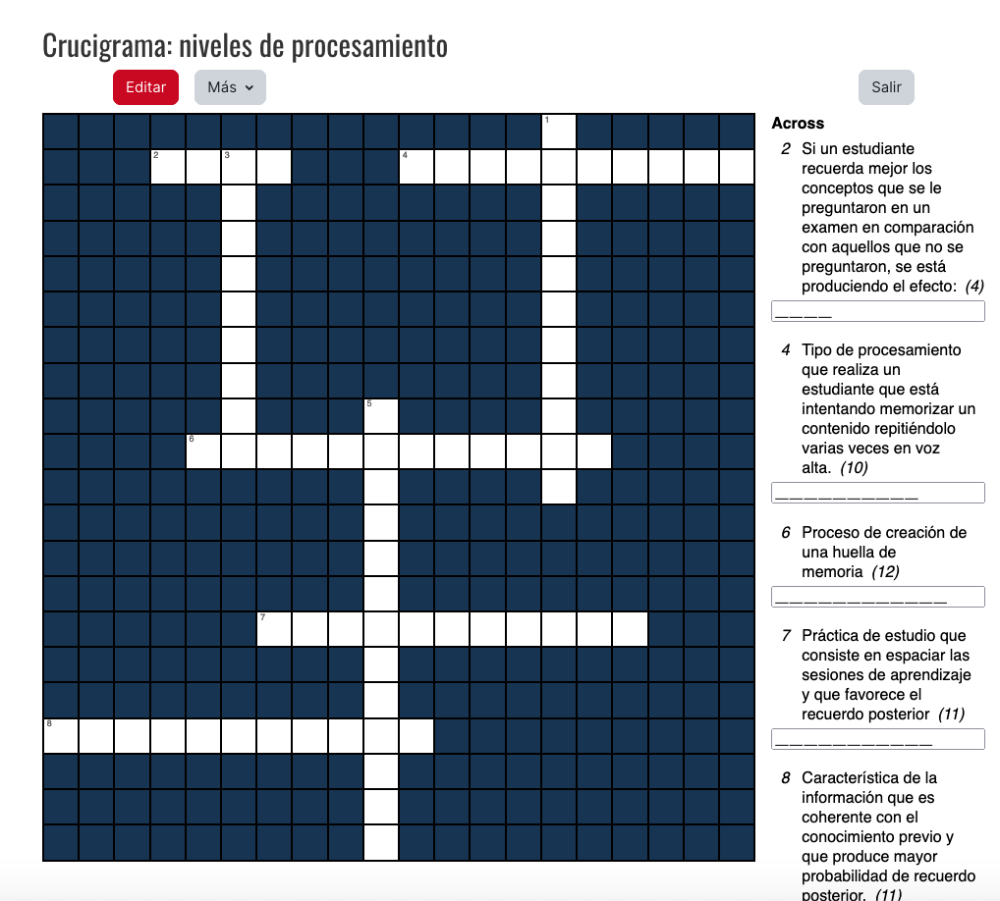 Crucigrama: niveles de procesamiento
Editar
Más
Salir
1
2
3
4
5
6
7
8
Across
2 Si un estudiante
recuerda mejor los
conceptos que se le
preguntaron en un
examen en comparación
con aquellos que no se
preguntaron, se está
produciendo el efecto: (4)
____
4 Tipo de procesamiento
que realiza un
estudiante que está
intentando memorizar un
contenido repitiéndolo
varias veces en voz
alta. (10)
__________
6 Proceso de creación de
una huella de
memoria (12)
____________
7 Práctica de estudio que
consiste en espaciar las
sesiones de aprendizaje
y que favorece el
recuerdo posterior (11)
___________
8 Característica de la
información que es
coherente con el
conocimiento previo y
que produce mayor
probabilidad de recuerdo
posterior. (11)